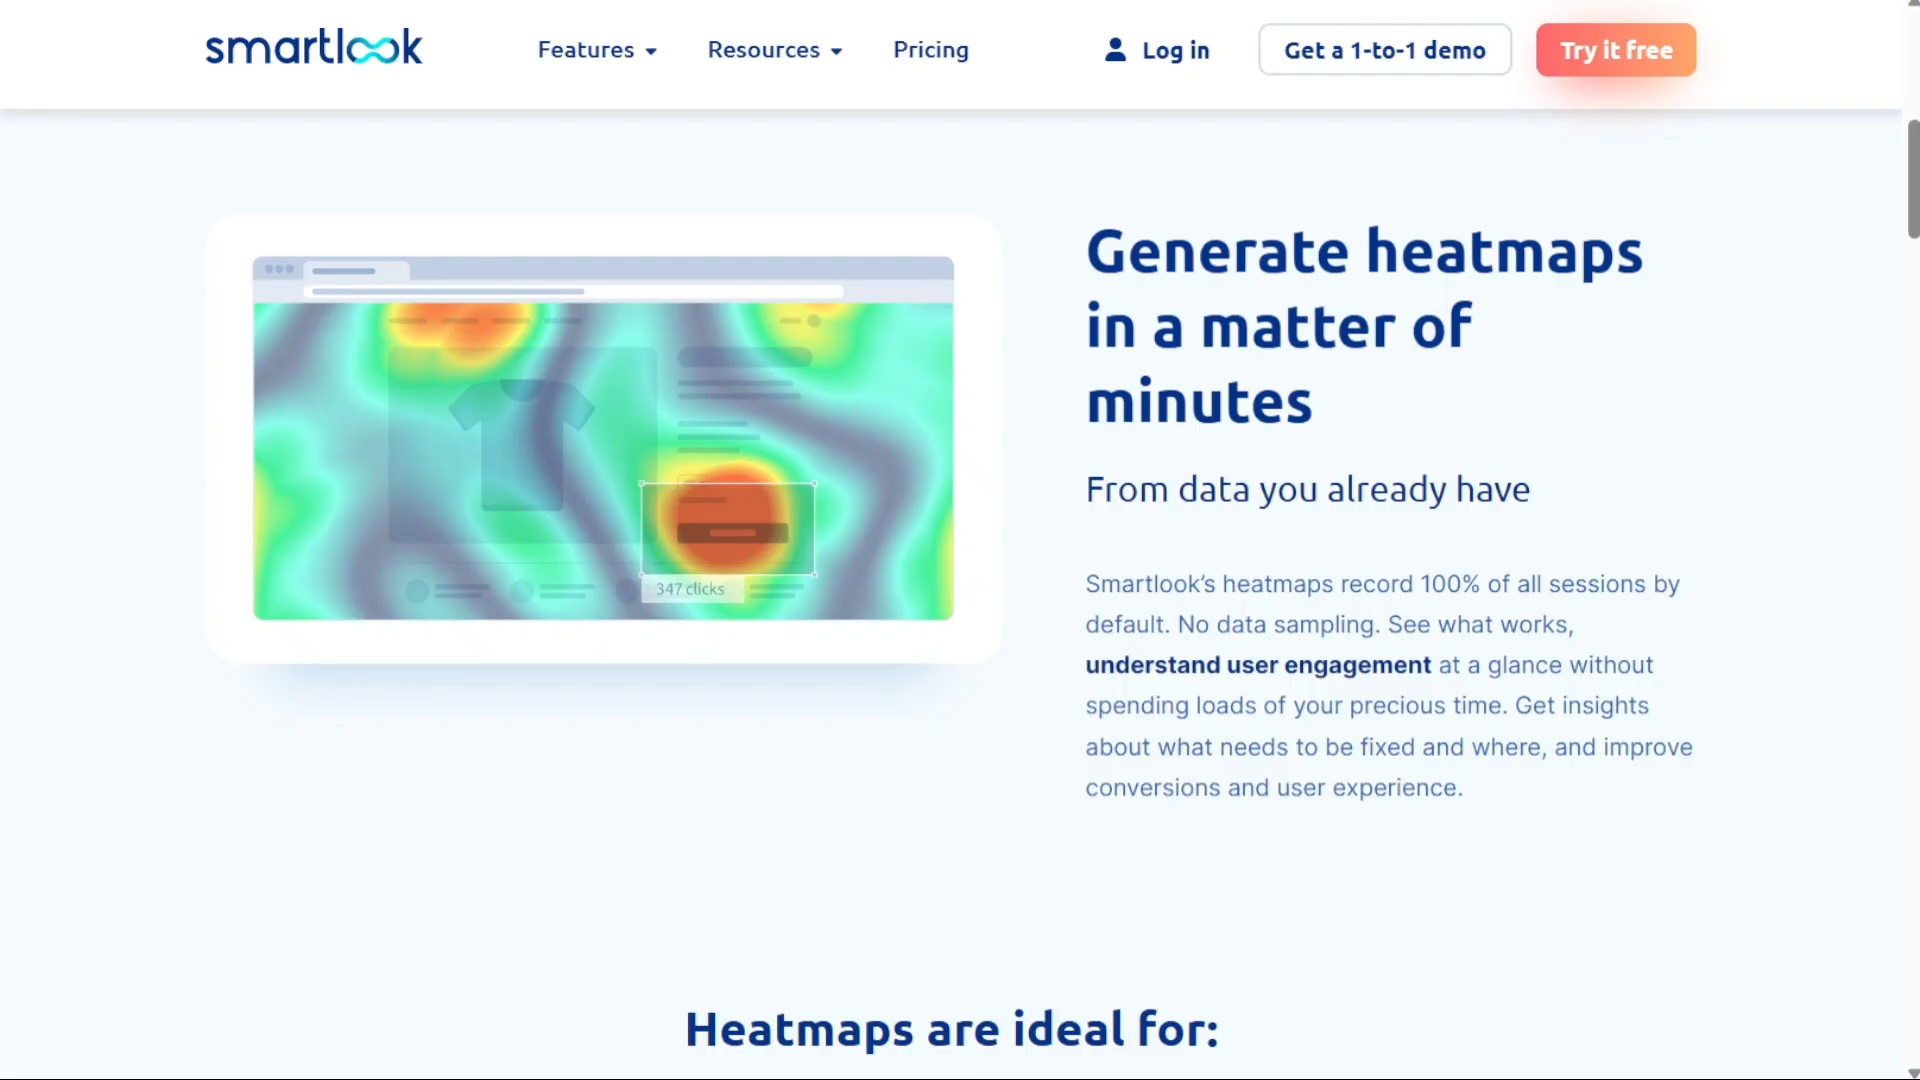 smartlook
Features
Resources
Pricing
Log in
Get a 1-to-1 demo
Try it free
347 clicks
Generate heatmaps
in a matter of
minutes
From data you already have
Smartlook’s heatmaps record 100% of all sessions by
default. No data sampling. See what works,
understand user engagement at a glance without
spending loads of your precious time. Get insights
about what needs to be fixed and where, and improve
conversions and user experience.
Heatmaps are ideal for: